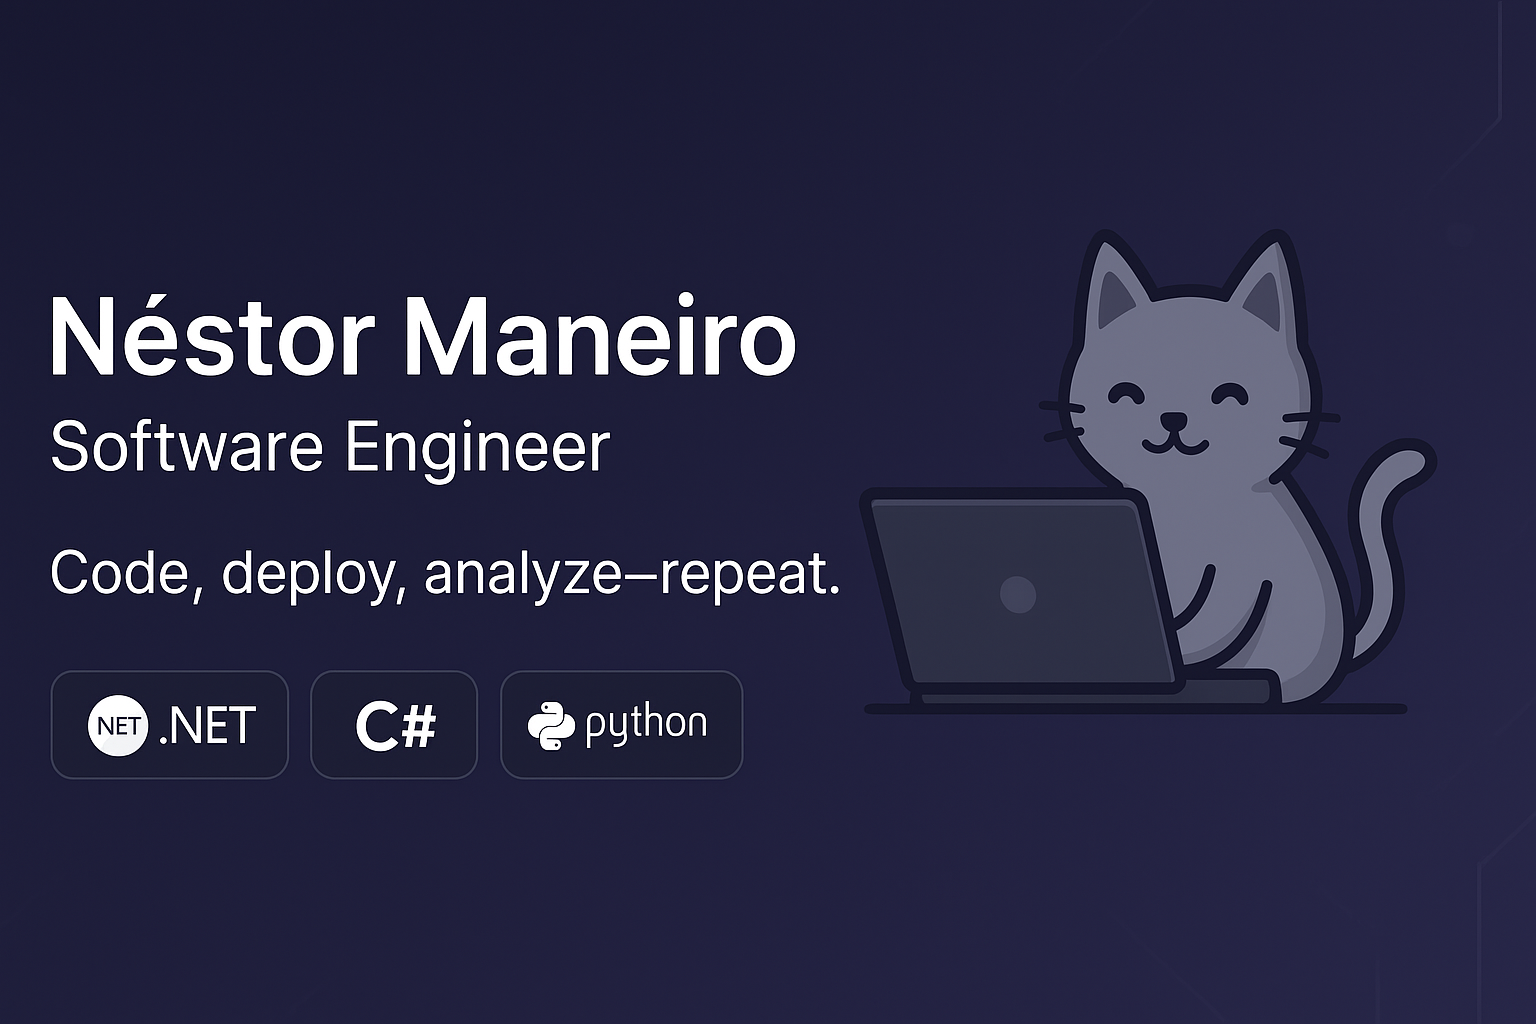 Néstor Maneiro
Software Engineer
Code, deploy, analyze–repeat.
NET .NET
C#
python